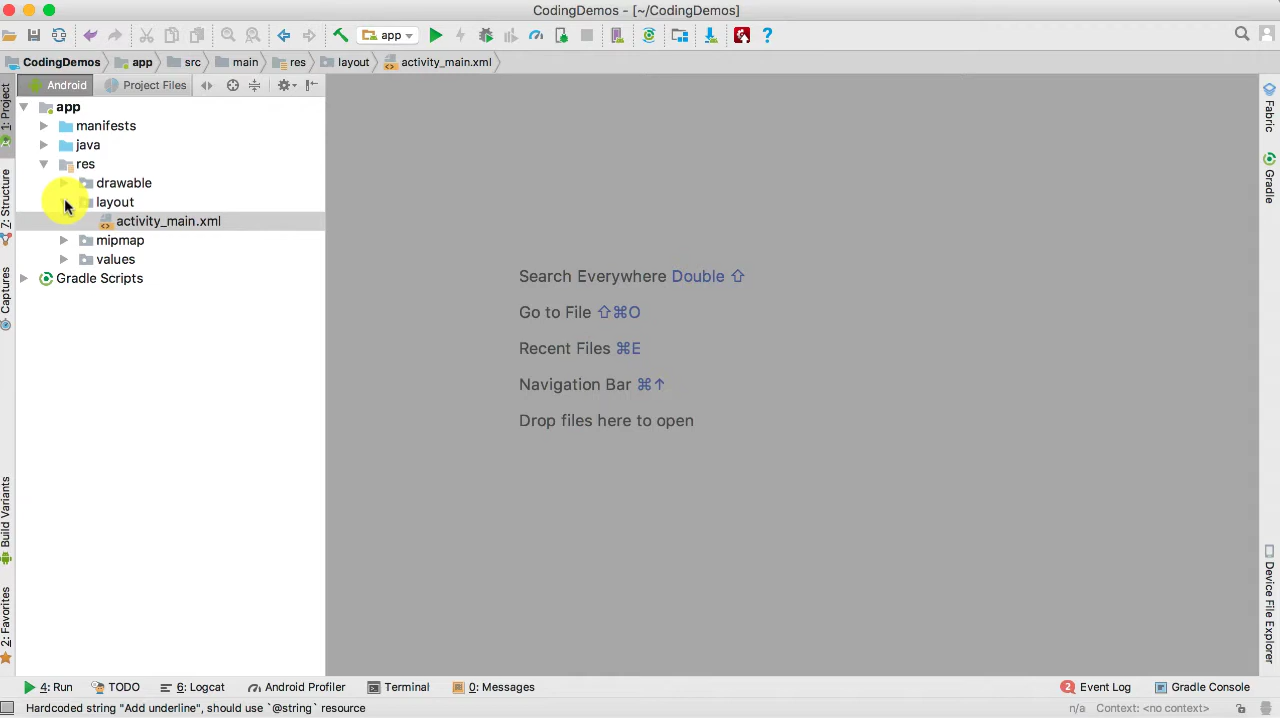 CodingDemos - [~/CodingDemos]
app
CodingDemos app src main res layout activity_main.xml
Android Project Files
1: Project
Z: Structure
Captures
Build Variants
2: Favorites
app
manifests
java
res
drawable
layout
activity_main.xml
mipmap
values
Gradle Scripts
Search Everywhere Double ⇧
Go to File ⇧⌘O
Recent Files ⌘E
Navigation Bar ⌘↑
Drop files here to open
Fabric
Gradle
Device File Explorer
4: Run TODO 6: Logcat Android Profiler Terminal 0: Messages 2 Event Log Gradle Console
Hardcoded string "Add underline", should use `@string` resource n/a Context: <no context>